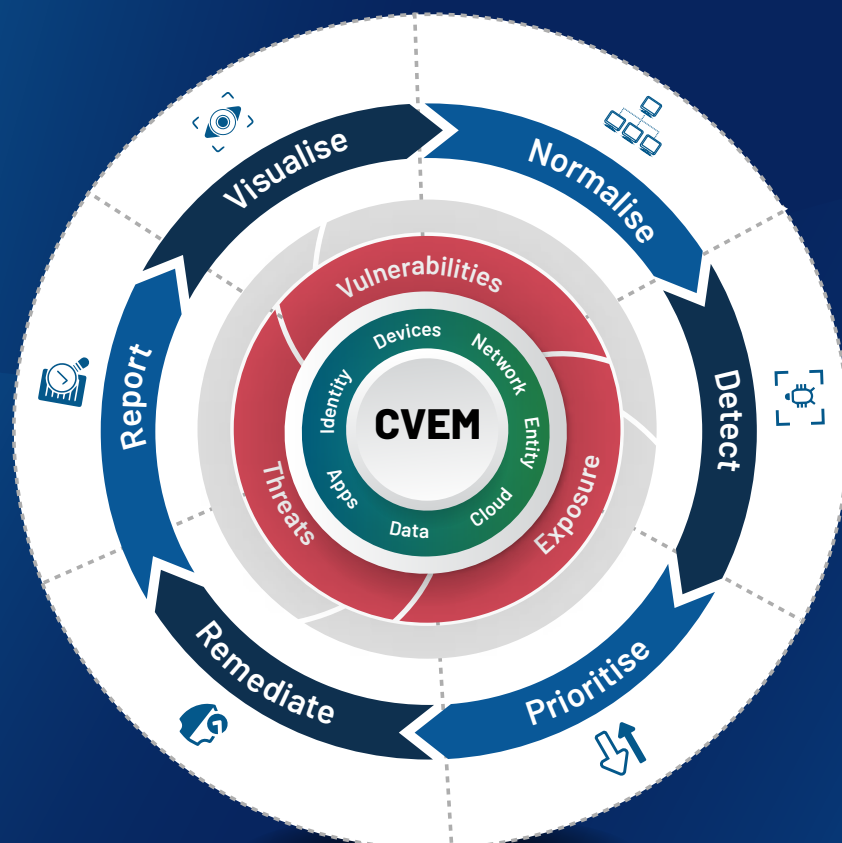 Visualise
Normalise
Detect
Prioritise
Remediate
Report
Vulnerabilities
Exposure
Threats
Devices
Network
Entity
Cloud
Data
Apps
Identity
CVEM